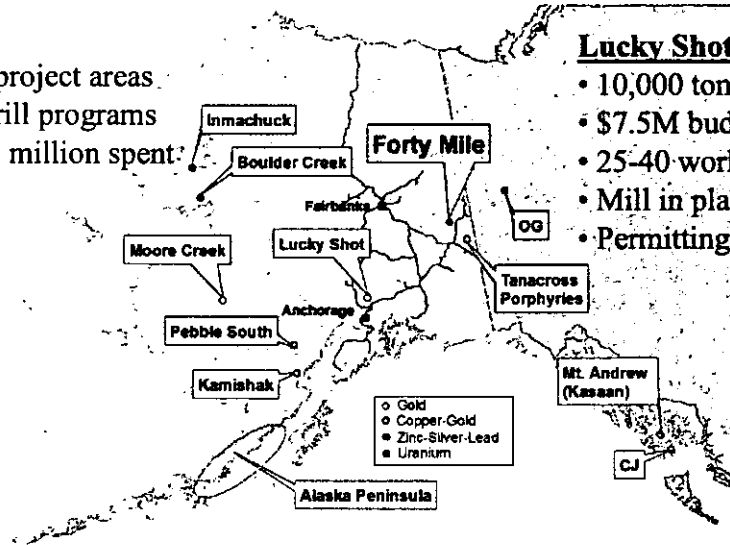 project areas
rill programs
million spent
Lucky Shot
• 10,000 ton
• $7.5M bud
• 25-40 work
• Mill in pla
• Permitting
Inmachuck
Boulder Creek
Forty Mile
Fairbanks
OG
Moore Creek
Lucky Shot
Tanacross
Porphyries
Anchorage
Pebble South
Kamishak
Mt. Andrew
(Kasaan)
Gold
Copper-Gold
Zinc-Silver-Lead
Uranium
CJ
Alaska Peninsula